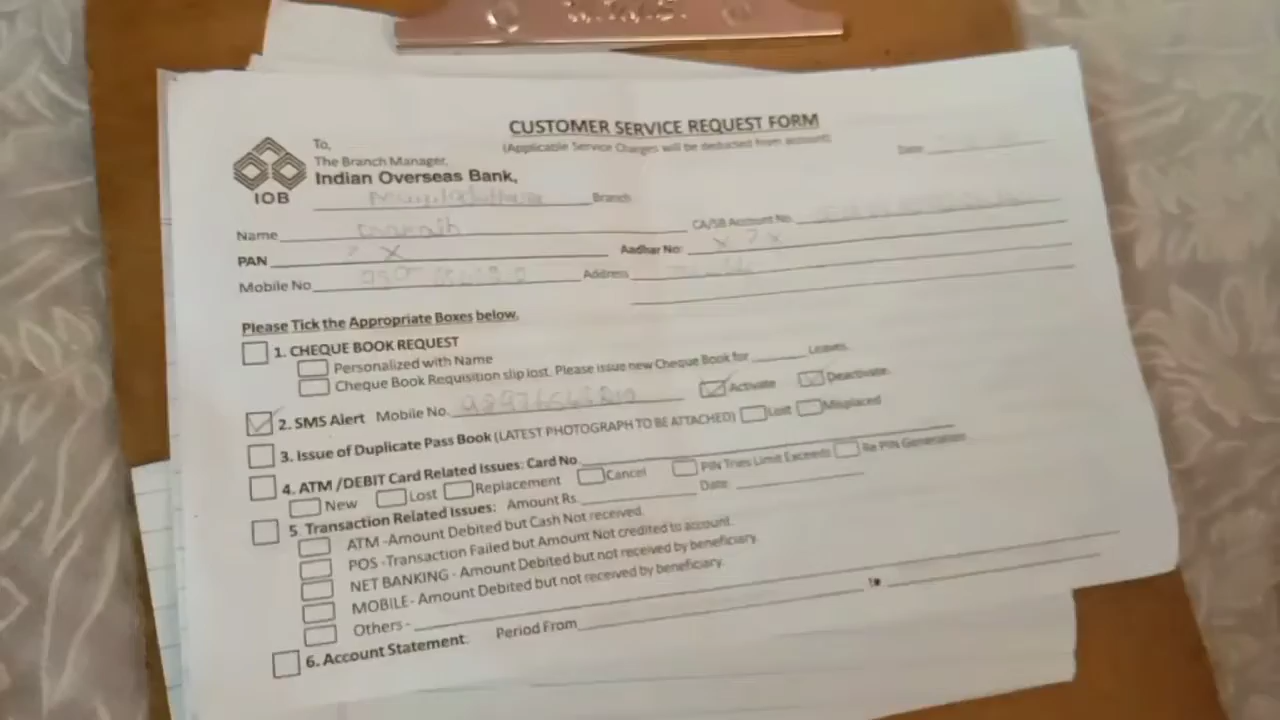 CUSTOMER SERVICE REQUEST FORM
(Applicable Service Charges will be deducted from account)
To,
The Branch Manager,
Date
Indian Overseas Bank,
IOB
Branch
Name
CA/SB Account No.
PAN X
Aadhar No: x ? x
Mobile No
Address
Please Tick the Appropriate Boxes below.
1. CHEQUE BOOK REQUEST
Personalized with Name
Cheque Book Requisition slip lost. Please issue new Cheque Book for Leaves.
2. SMS Alert Mobile No. Activate Deactivate
3. Issue of Duplicate Pass Book (LATEST PHOTOGRAPH TO BE ATTACHED) Lost Misplaced
4. ATM /DEBIT Card Related Issues: Card No
New Lost Replacement Cancel PIN Tries Limit Exceeds Re PIN Generation
5 Transaction Related Issues: Amount Rs. Date
ATM -Amount Debited but Cash Not received.
POS -Transaction Failed but Amount Not credited to account.
NET BANKING - Amount Debited but not received by beneficiary.
MOBILE- Amount Debited but not received by beneficiary.
Others -
6. Account Statement: Period From to